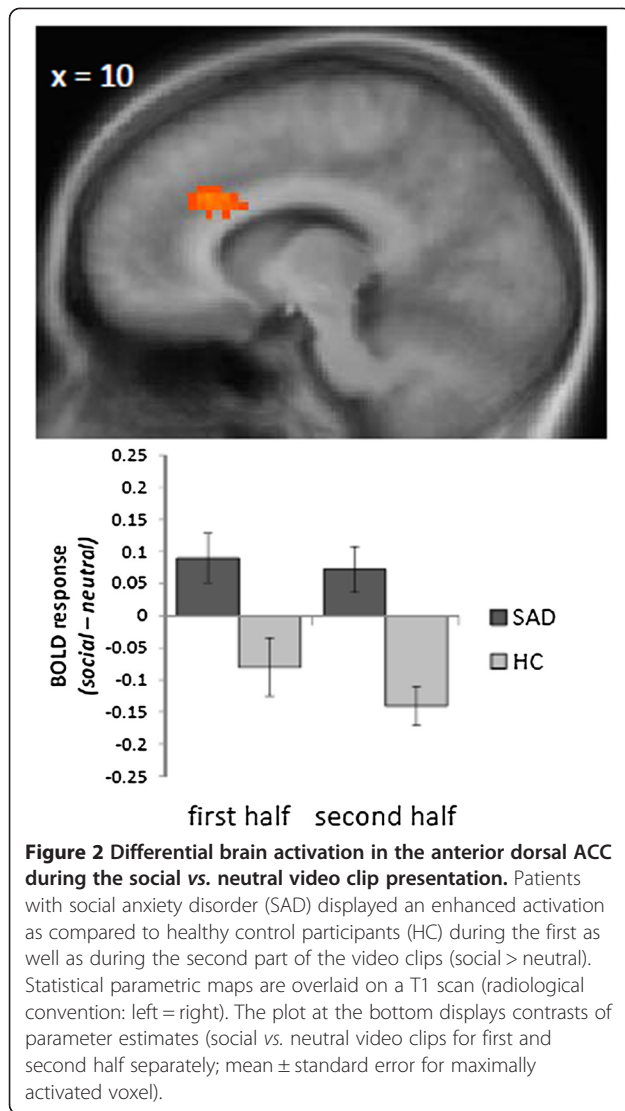 x = 10
0.25
0.2
0.15
0.1
0.05
0
-0.05
-0.1
-0.15
-0.2
-0.25
BOLD response
(social – neutral)
SAD
HC
first half second half
Figure 2 Differential brain activation in the anterior dorsal ACC
during the social vs. neutral video clip presentation. Patients
with social anxiety disorder (SAD) displayed an enhanced activation
as compared to healthy control participants (HC) during the first as
well as during the second part of the video clips (social > neutral).
Statistical parametric maps are overlaid on a T1 scan (radiological
convention: left = right). The plot at the bottom displays contrasts of
parameter estimates (social vs. neutral video clips for first and
second half separately; mean ± standard error for maximally
activated voxel).